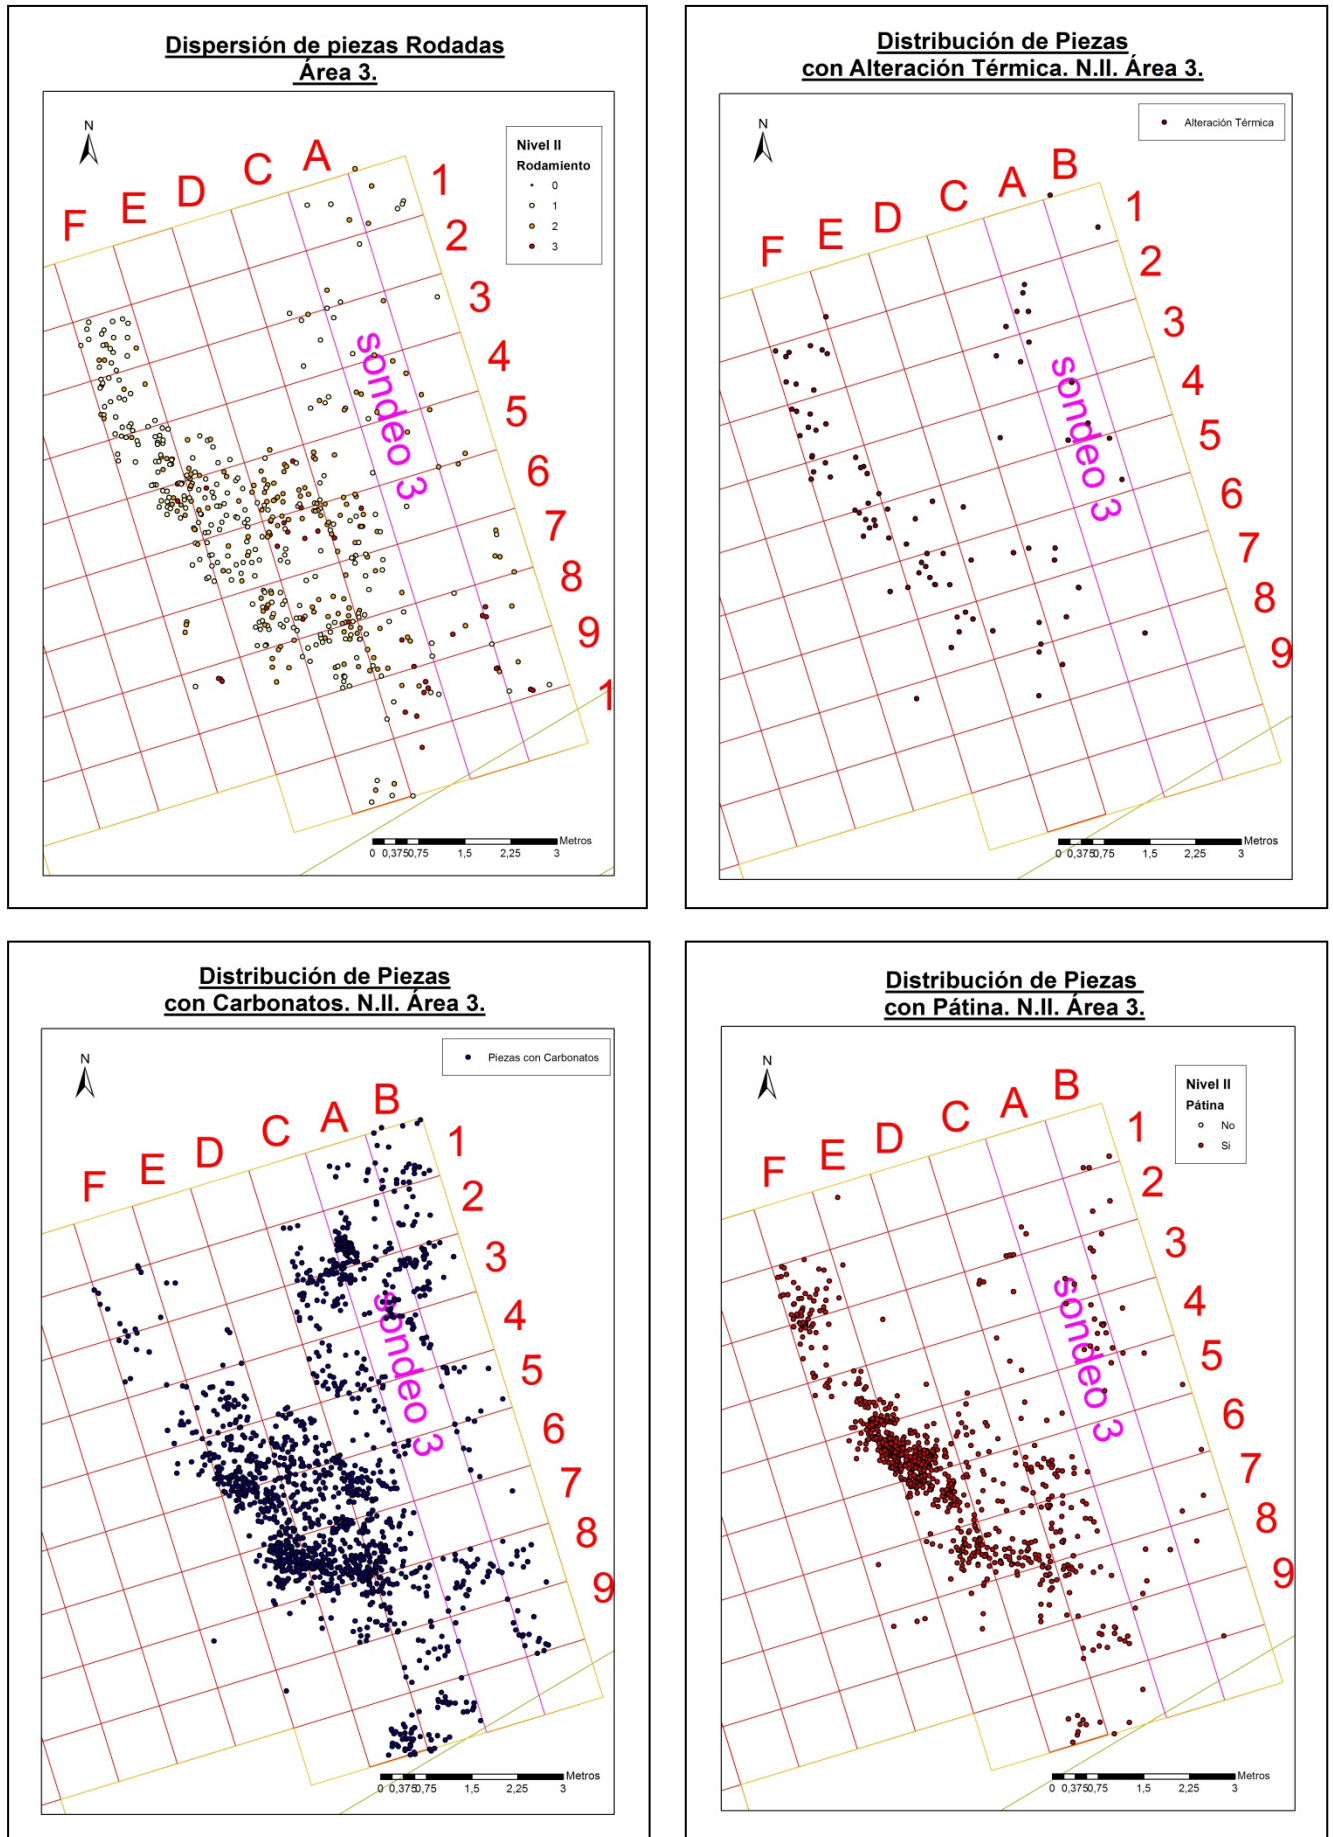 Dispersión de piezas Rodadas
Área 3.
N
Nivel II
Rodamiento
0
1
2
3
F E D C A
1
2
3
4
5
6
7
8
9
1
sondeo 3
Metros
0 0,375 0,75 1,5 2,25 3
Distribución de Piezas
con Alteración Térmica. N.II. Área 3.
N
Alteración Térmica
F E D C A B
1
2
3
4
5
6
7
8
9
sondeo 3
Metros
0 0,375 0,75 1,5 2,25 3
Distribución de Piezas
con Carbonatos. N.II. Área 3.
N
Piezas con Carbonatos
F E D C A B
1
2
3
4
5
6
7
8
9
sondeo 3
Metros
0 0,375 0,75 1,5 2,25 3
Distribución de Piezas
con Pátina. N.II. Área 3.
N
Nivel II
Pátina
No
Si
F E D C A B
1
2
3
4
5
6
7
8
9
sondeo 3
Metros
0 0,375 0,75 1,5 2,25 3